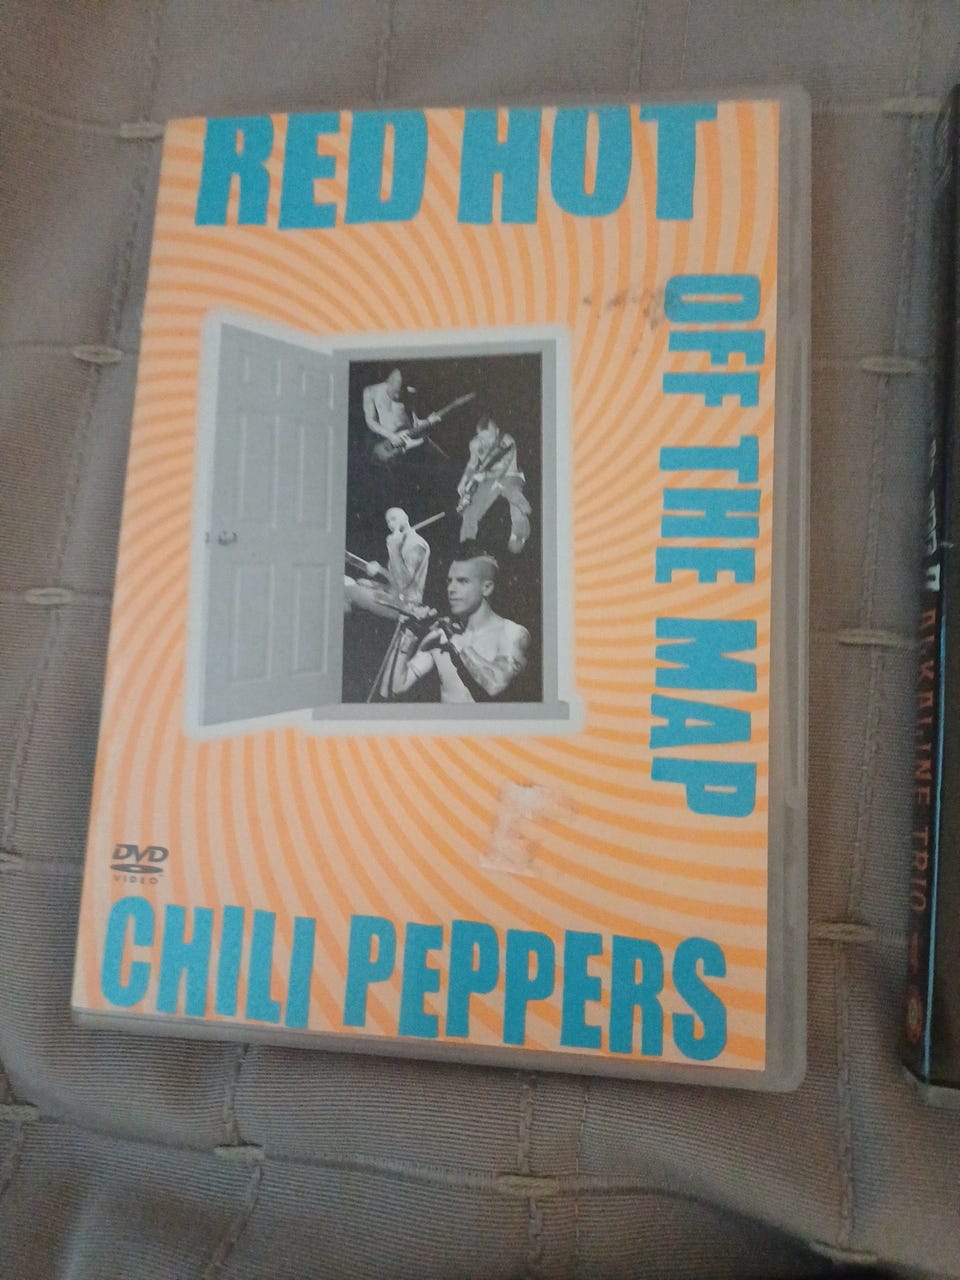 RED HOT
OFF THE MAP
DVD
VIDEO
CHILI PEPPERS
ALKALINE TRIO